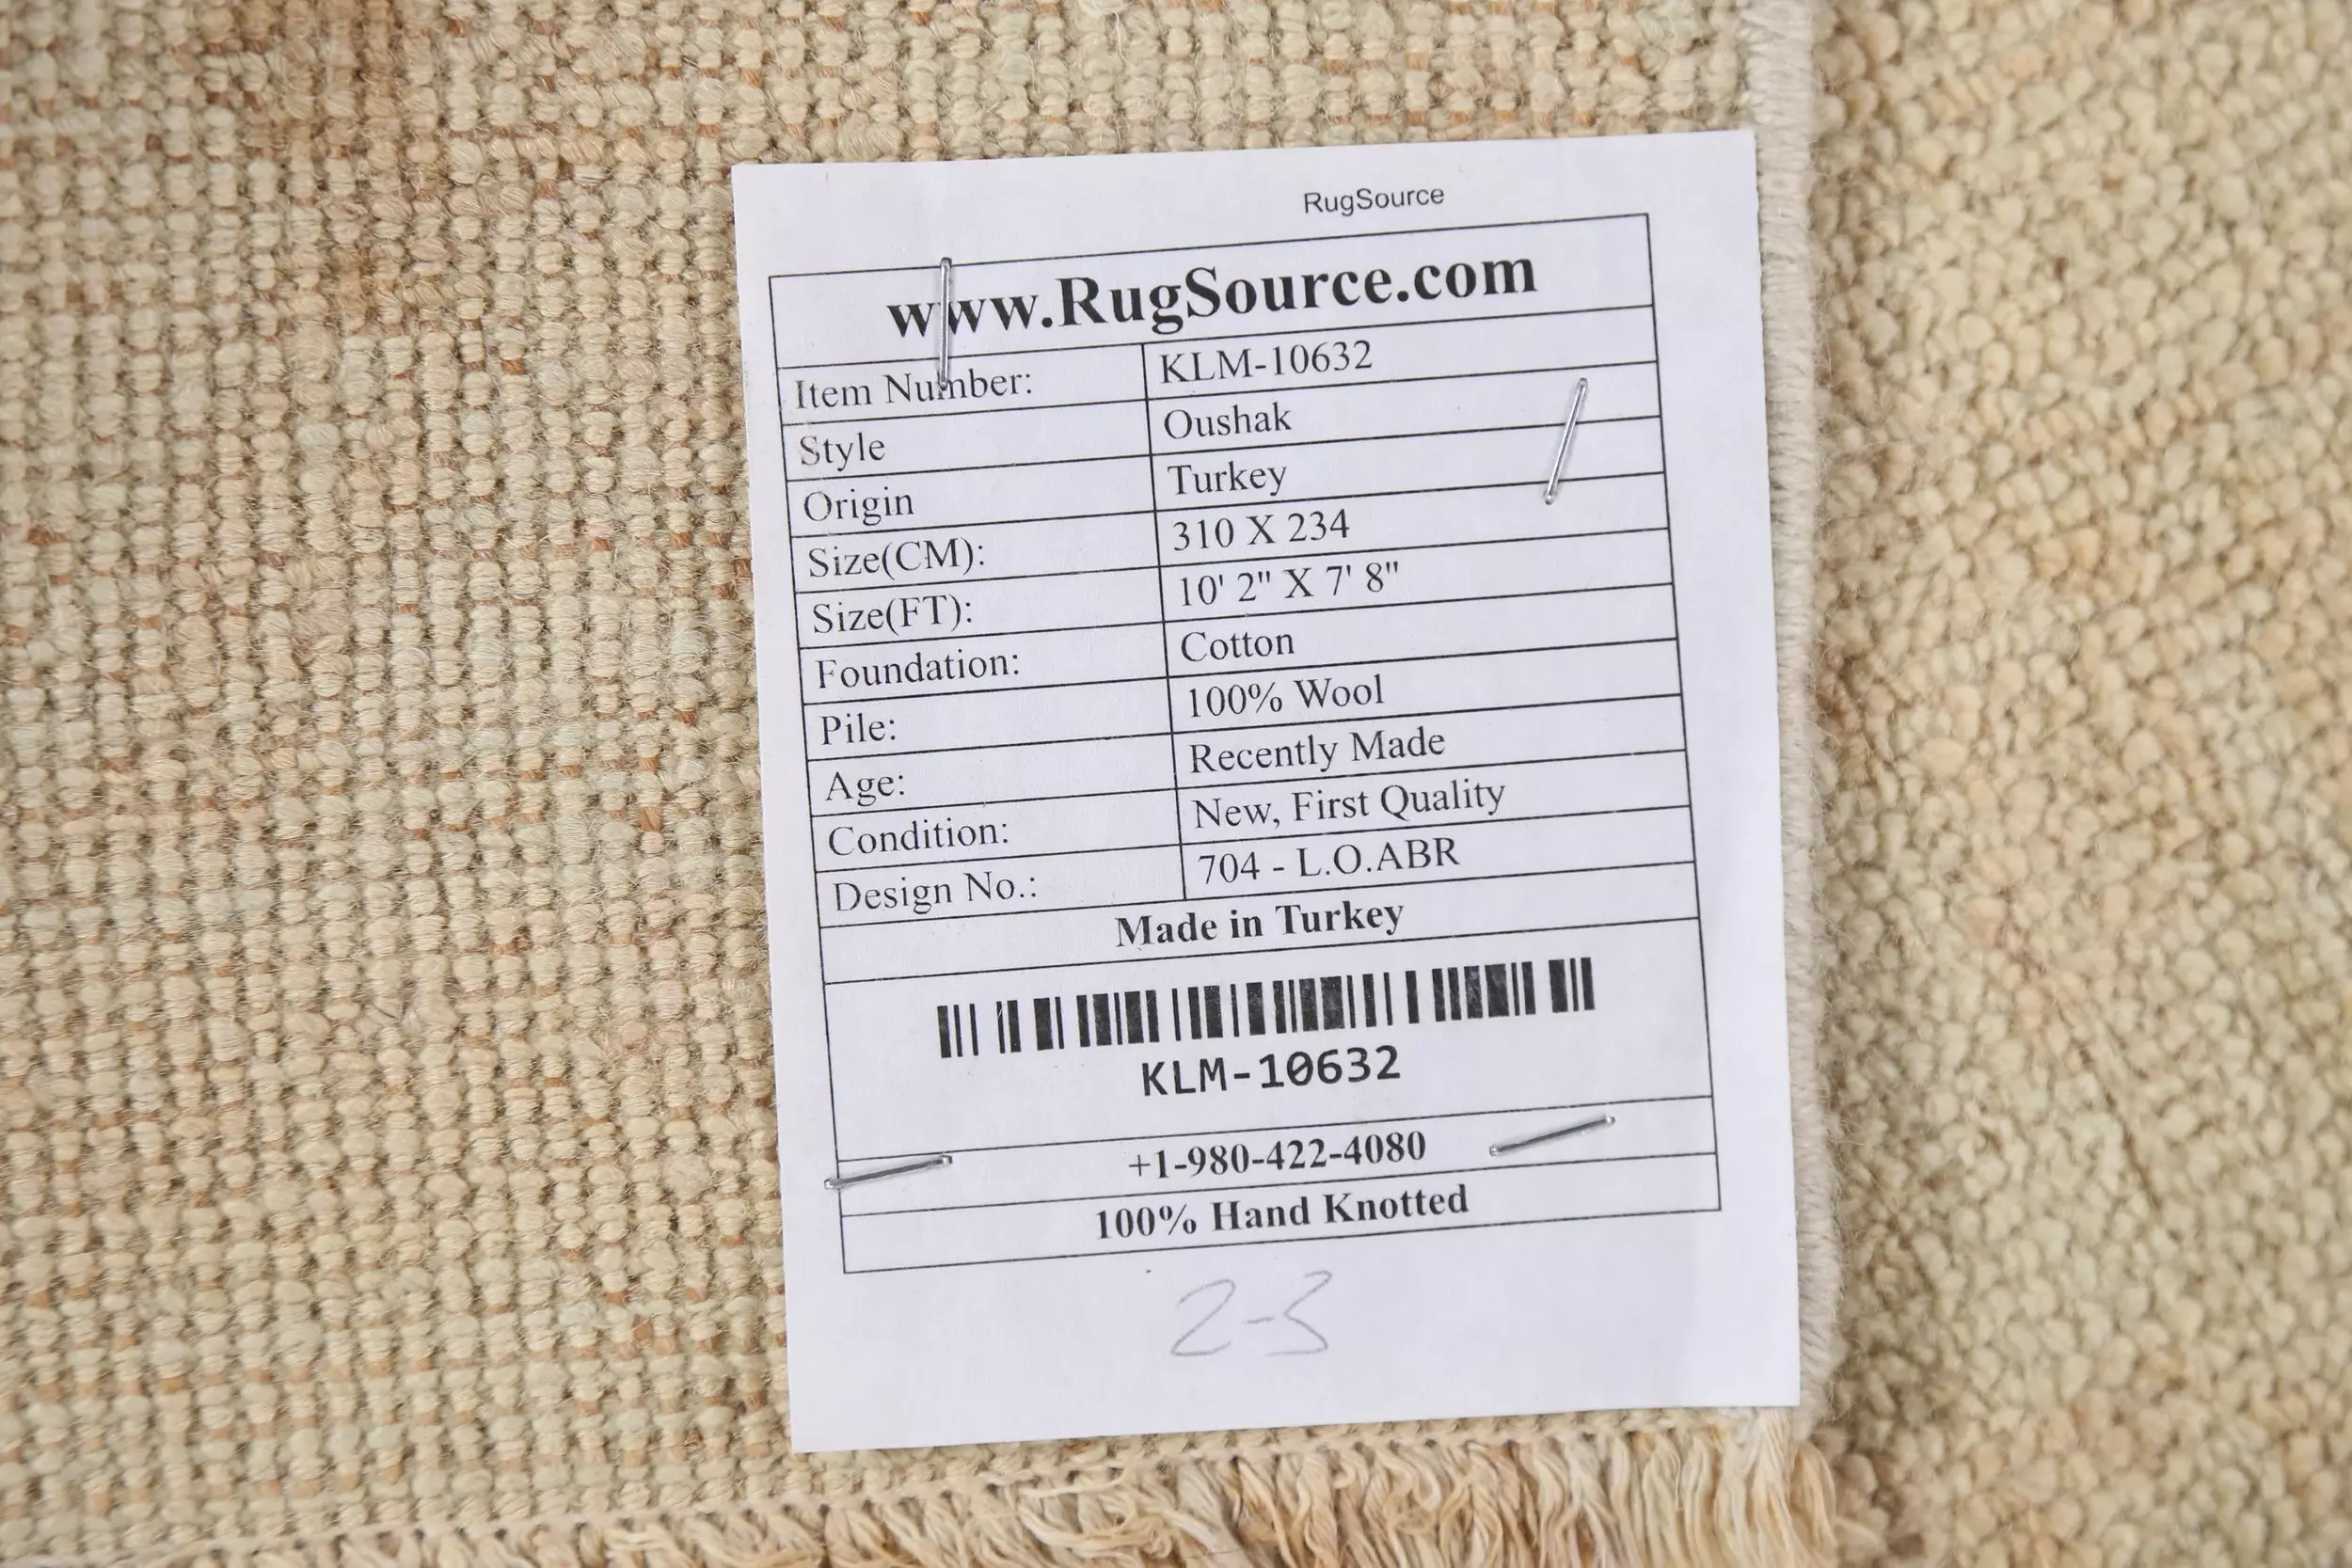 RugSource
www.RugSource.com
Item Number: KLM-10632
Style Oushak
Origin Turkey
Size(CM): 310 X 234
Size(FT): 10' 2" X 7' 8"
Foundation: Cotton
Pile: 100% Wool
Age: Recently Made
Condition: New, First Quality
Design No.: 704 - L.O.ABR
Made in Turkey
KLM-10632
+1-980-422-4080
100% Hand Knotted
2-3